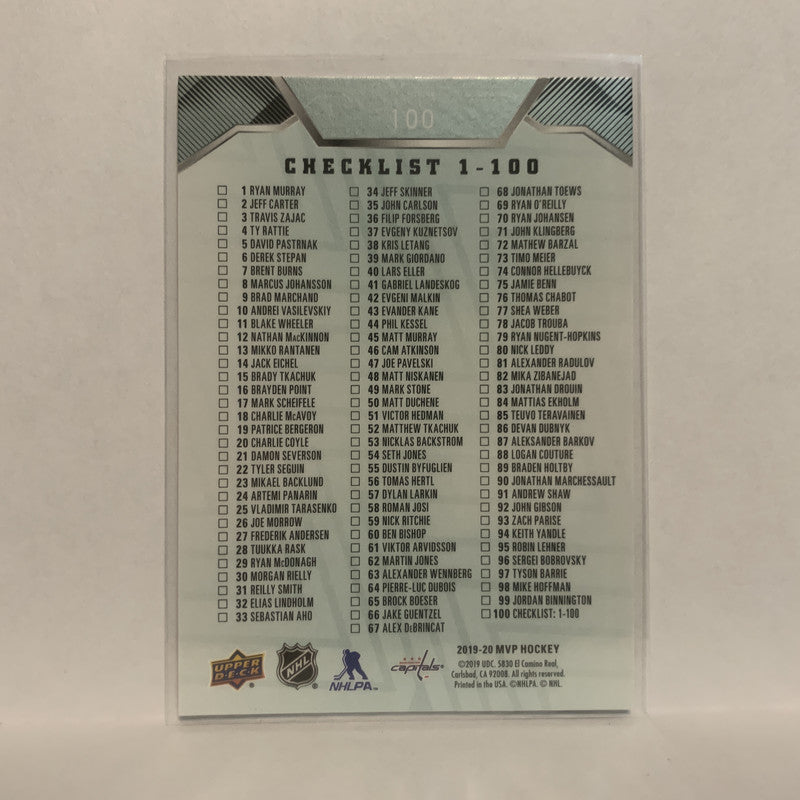 100
CHECKLIST 1-100
1 RYAN MURRAY
2 JEFF CARTER
3 TRAVIS ZAJAC
4 TY RATTIE
5 DAVID PASTRNAK
6 DEREK STEPAN
7 BRENT BURNS
8 MARCUS JOHANSSON
9 BRAD MARCHAND
10 ANDREI VASILEVSKIY
11 BLAKE WHEELER
12 NATHAN MacKINNON
13 MIKKO RANTANEN
14 JACK EICHEL
15 BRADY TKACHUK
16 BRAYDEN POINT
17 MARK SCHEIFELE
18 CHARLIE McAVOY
19 PATRICE BERGERON
20 CHARLIE COYLE
21 DAMON SEVERSON
22 TYLER SEGUIN
23 MIKAEL BACKLUND
24 ARTEMI PANARIN
25 VLADIMIR TARASENKO
26 JOE MORROW
27 FREDERIK ANDERSEN
28 TUUKKA RASK
29 RYAN McDONAGH
30 MORGAN RIELLY
31 REILLY SMITH
32 ELIAS LINDHOLM
33 SEBASTIAN AHO
34 JEFF SKINNER
35 JOHN CARLSON
36 FILIP FORSBERG
37 EVGENY KUZNETSOV
38 KRIS LETANG
39 MARK GIORDANO
40 LARS ELLER
41 GABRIEL LANDESKOG
42 EVGENI MALKIN
43 EVANDER KANE
44 PHIL KESSEL
45 MATT MURRAY
46 CAM ATKINSON
47 JOE PAVELSKI
48 MATT NISKANEN
49 MARK STONE
50 MATT DUCHENE
51 VICTOR HEDMAN
52 MATTHEW TKACHUK
53 NICKLAS BACKSTROM
54 SETH JONES
55 DUSTIN BYFUGLIEN
56 TOMAS HERTL
57 DYLAN LARKIN
58 ROMAN JOSI
59 NICK RITCHIE
60 BEN BISHOP
61 VIKTOR ARVIDSSON
62 MARTIN JONES
63 ALEXANDER WENNBERG
64 PIERRE-LUC DUBOIS
65 BROCK BOESER
66 JAKE GUENTZEL
67 ALEX DeBRINCAT
68 JONATHAN TOEWS
69 RYAN O'REILLY
70 RYAN JOHANSEN
71 JOHN KLINGBERG
72 MATHEW BARZAL
73 TIMO MEIER
74 CONNOR HELLEBUYCK
75 JAMIE BENN
76 THOMAS CHABOT
77 SHEA WEBER
78 JACOB TROUBA
79 RYAN NUGENT-HOPKINS
80 NICK LEDDY
81 ALEXANDER RADULOV
82 MIKA ZIBANEJAD
83 JONATHAN DROUIN
84 MATTIAS EKHOLM
85 TEUVO TERAVAINEN
86 DEVAN DUBNYK
87 ALEKSANDER BARKOV
88 LOGAN COUTURE
89 BRADEN HOLTBY
90 JONATHAN MARCHESSAULT
91 ANDREW SHAW
92 JOHN GIBSON
93 ZACH PARISE
94 KEITH YANDLE
95 ROBIN LEHNER
96 SERGEI BOBROVSKY
97 TYSON BARRIE
98 MIKE HOFFMAN
99 JORDAN BINNINGTON
100 CHECKLIST: 1-100
2019-20 MVP HOCKEY
©2019 UDC. 5830 El Camino Real,
Carlsbad, CA 92008. All rights reserved.
Printed in the USA. ©NHLPA. © NHL.
UPPER
D·E·C·K
NHL
NHLPA
capitals